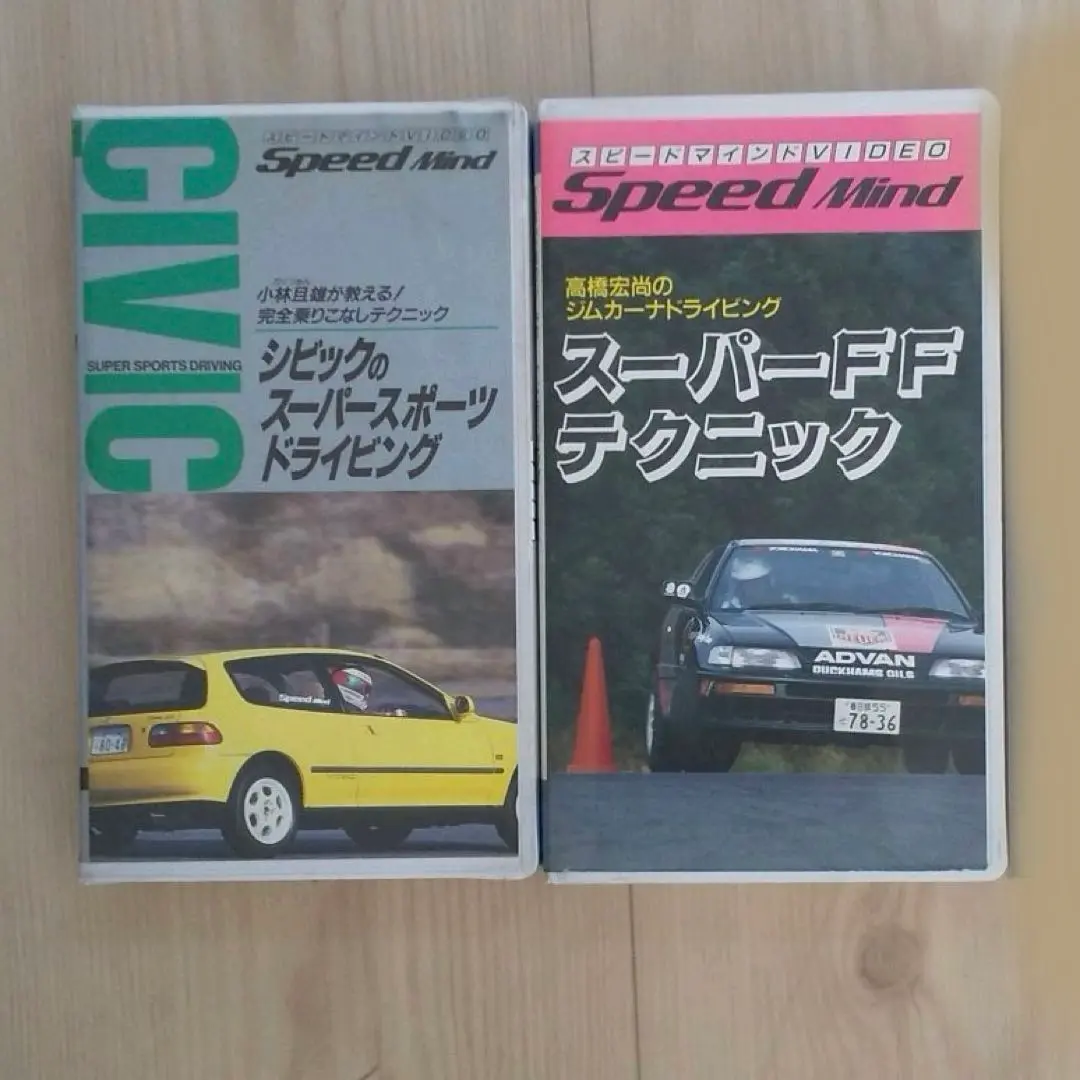 CIVIC
SUPER SPORTS DRIVING
スピードマインドVIDEO
Speed Mind
小林且雄が教える!
完全乗りこなしテクニック
シビックの
スーパースポーツ
ドライビング
Speed Mind
スピードマインドVIDEO
Speed Mind
高橋宏尚の
ジムカーナドライビング
スーパーFF
テクニック
ADVAN
DUCKHAMS OILS
78-36